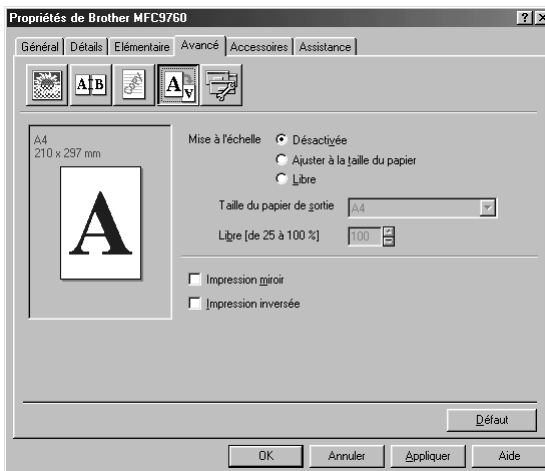 Propriétés de Brother MFC9760
Général Détails Elémentaire Avancé Accessoires Assistance
A B Copy A A
A4
210 x 297 mm
A
Mise à l'échelle Désactivée
Ajuster à la taille du papier
Libre
Taille du papier de sortie A4
Libre [de 25 à 100 %] 100
Impression miroir
Impression inversée
Défaut
OK Annuler Appliquer Aide